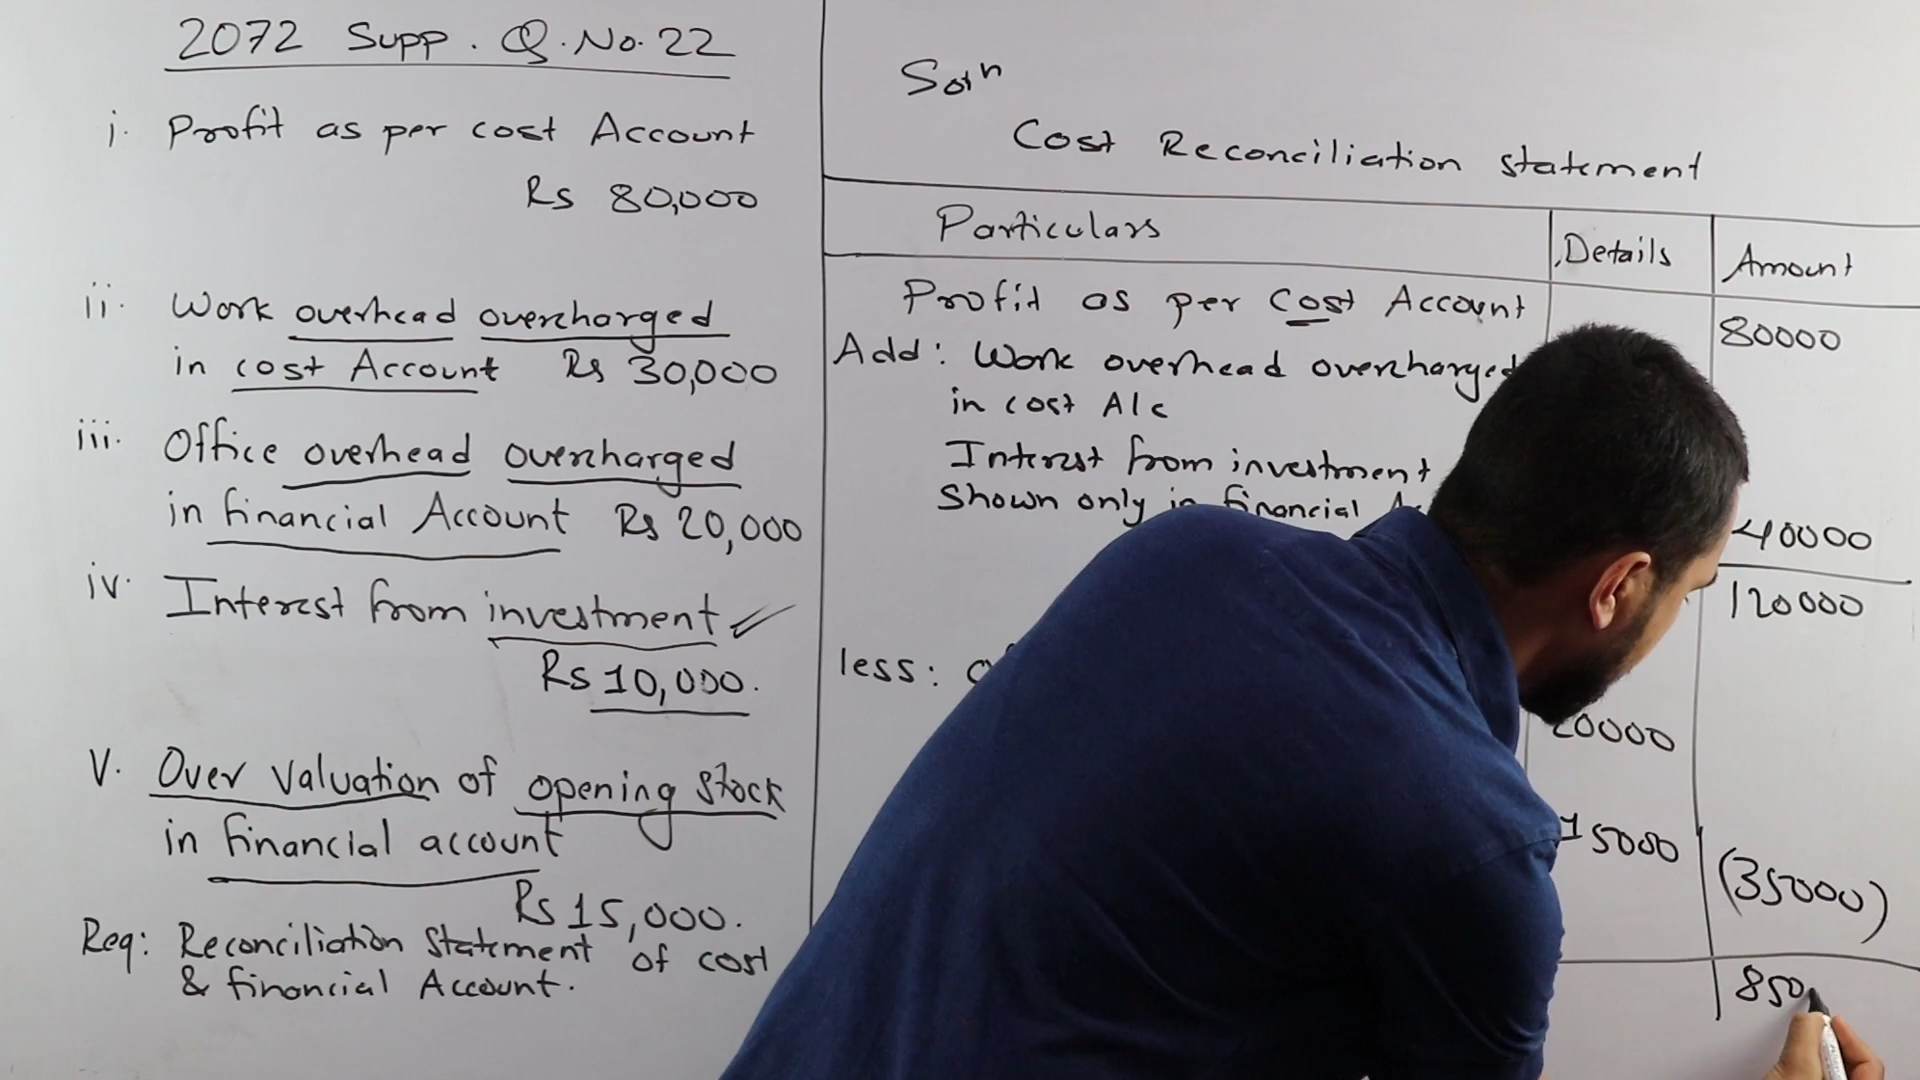 2072 Supp. Q.No.22
i. Profit as per cost Account
Rs 80,000
ii. Work overhead overcharged
in cost Account Rs 30,000
iii. Office overhead overcharged
in financial Account Rs 20,000
iv. Interest from investment
Rs 10,000.
V. Over Valuation of opening stock
in financial account
Rs 15,000.
Req: Reconciliation Statement of cost
& financial Account.
Solⁿ
Cost Reconciliation statement
Particulars Details Amount
Profit as per Cost Account 80000
Add: Work overhead overcharged
in cost A/c
Interest from investment
Shown only in financial 40000
120000
less:
20000
15000 (35000)
850